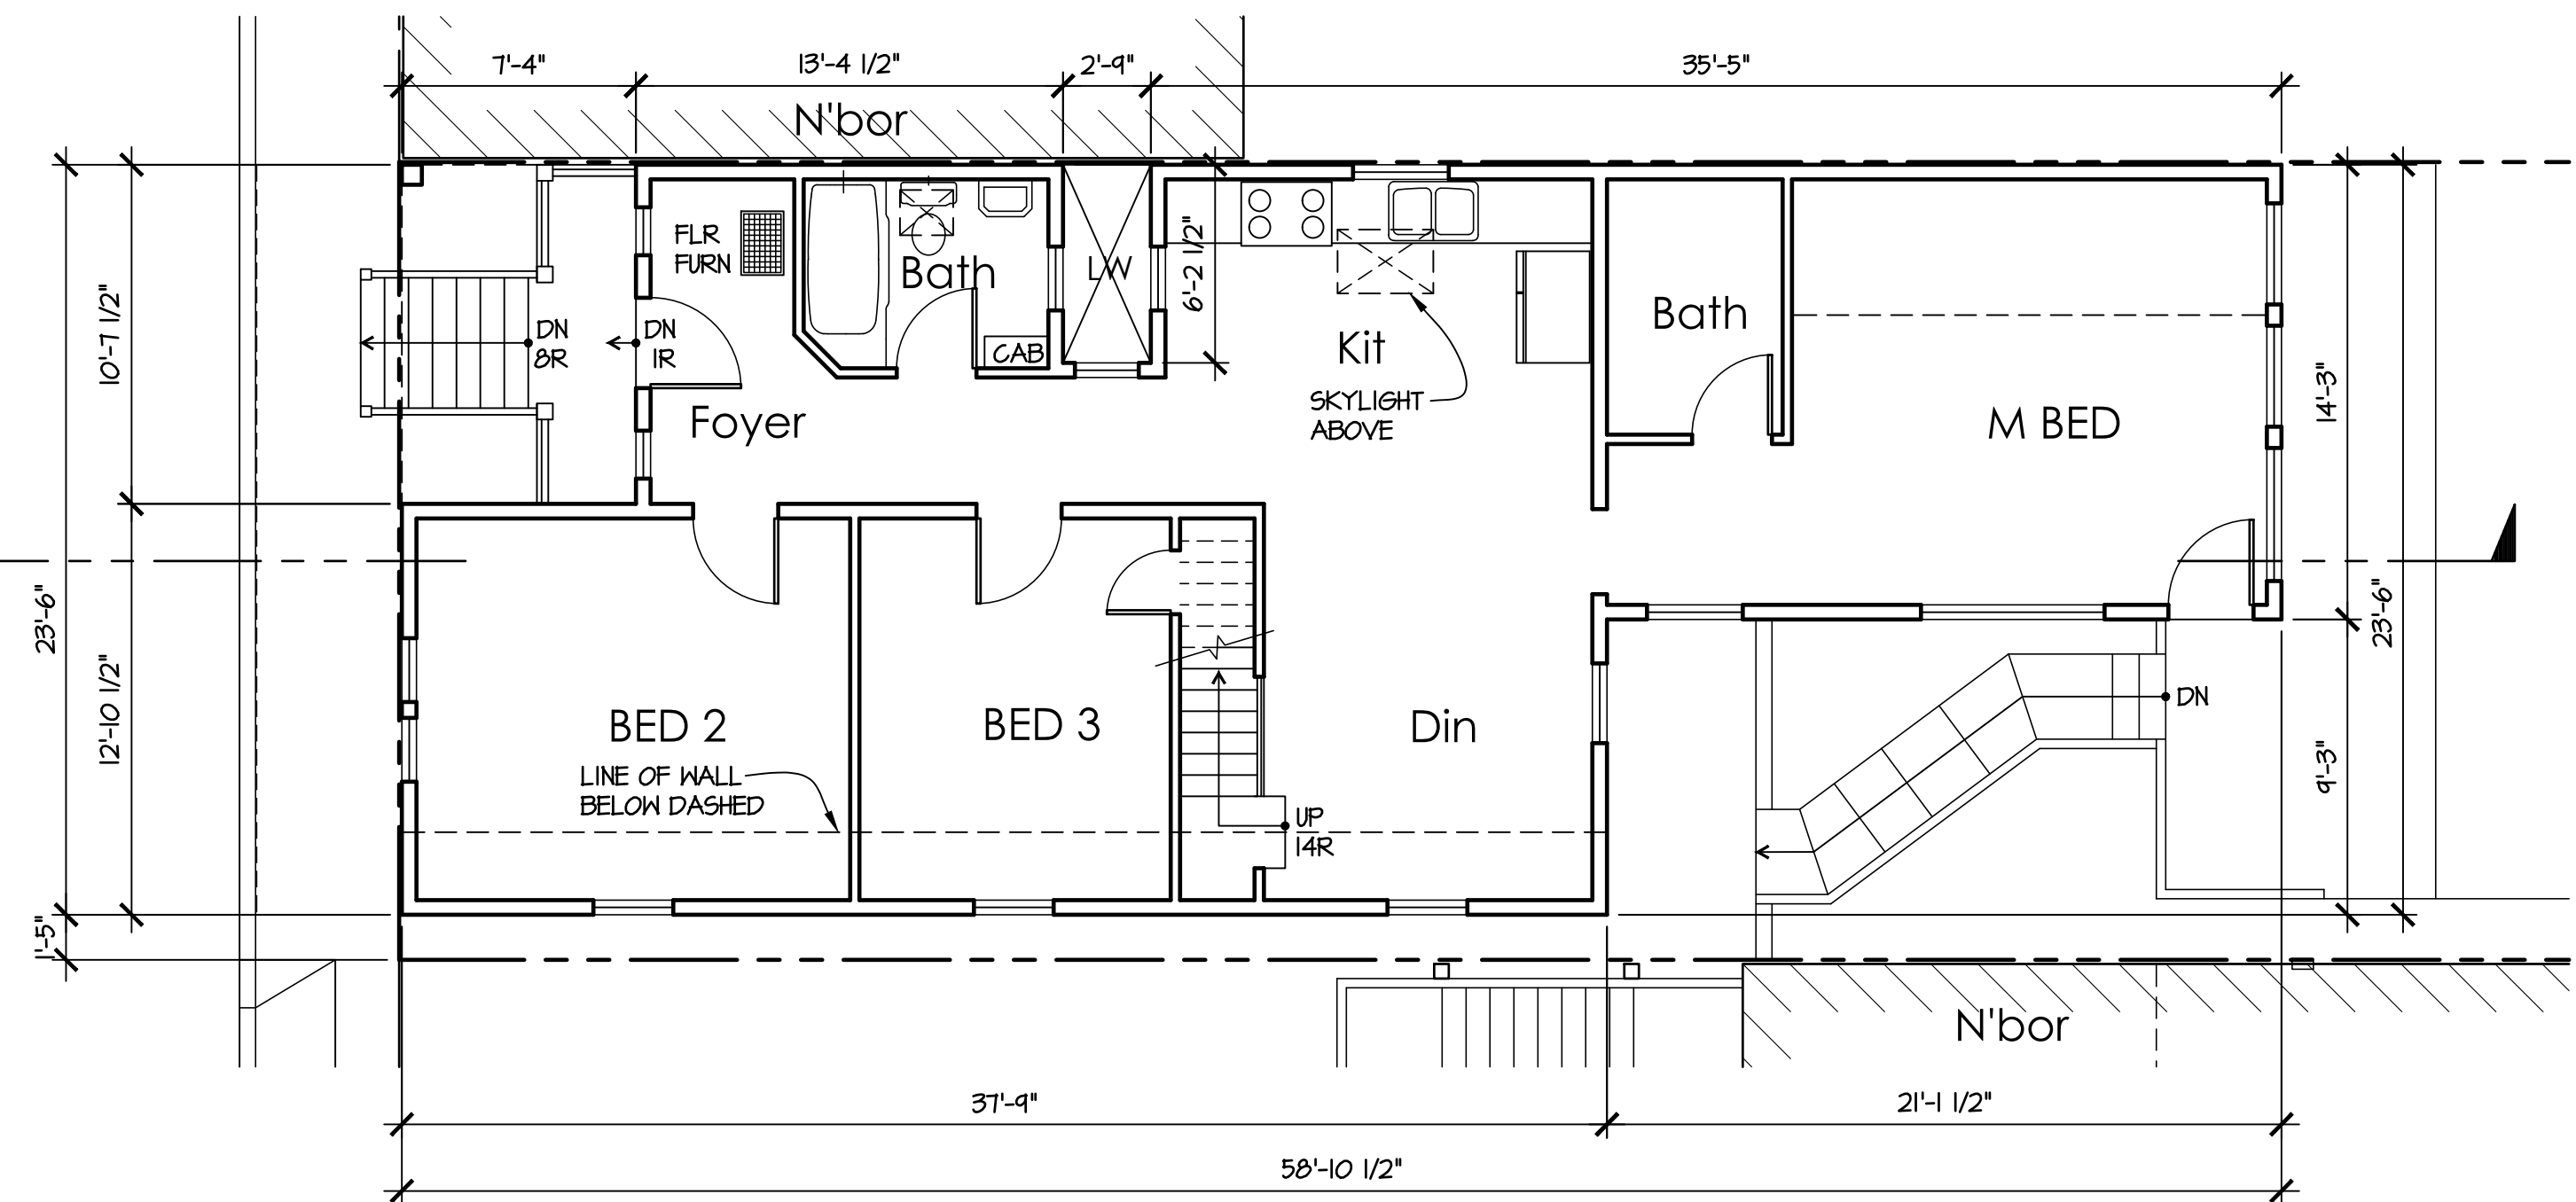 7'-4"
13'-4 1/2"
2'-9"
35'-5"
N'bor
FLR
FURN
Bath
LW
6'-2 1/2"
10'-7 1/2"
DN
8R
DN
1R
CAB
Kit
SKYLIGHT
ABOVE
Bath
M BED
14'-3"
Foyer
23'-6"
12'-10 1/2"
23'-6"
BED 2
LINE OF WALL
BELOW DASHED
BED 3
Din
DN
9'-3"
UP
14R
1'-5"
N'bor
37'-9"
21'-1 1/2"
58'-10 1/2"